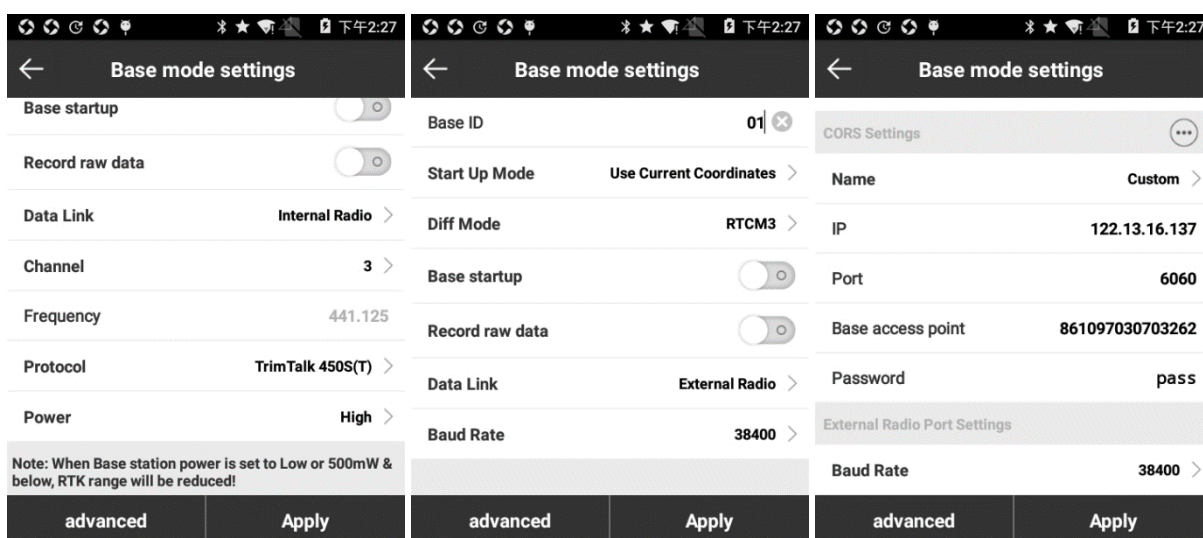 下午2:27
Base mode settings
Base startup
Record raw data
Data Link Internal Radio
Channel 3
Frequency 441.125
Protocol TrimTalk 450S(T)
Power High
Note: When Base station power is set to Low or 500mW &
below, RTK range will be reduced!
advanced Apply
下午2:27
Base mode settings
Base ID 01
Start Up Mode Use Current Coordinates
Diff Mode RTCM3
Base startup
Record raw data
Data Link External Radio
Baud Rate 38400
advanced Apply
下午2:27
Base mode settings
CORS Settings
Name Custom
IP 122.13.16.137
Port 6060
Base access point 861097030703262
Password pass
External Radio Port Settings
Baud Rate 38400
advanced Apply